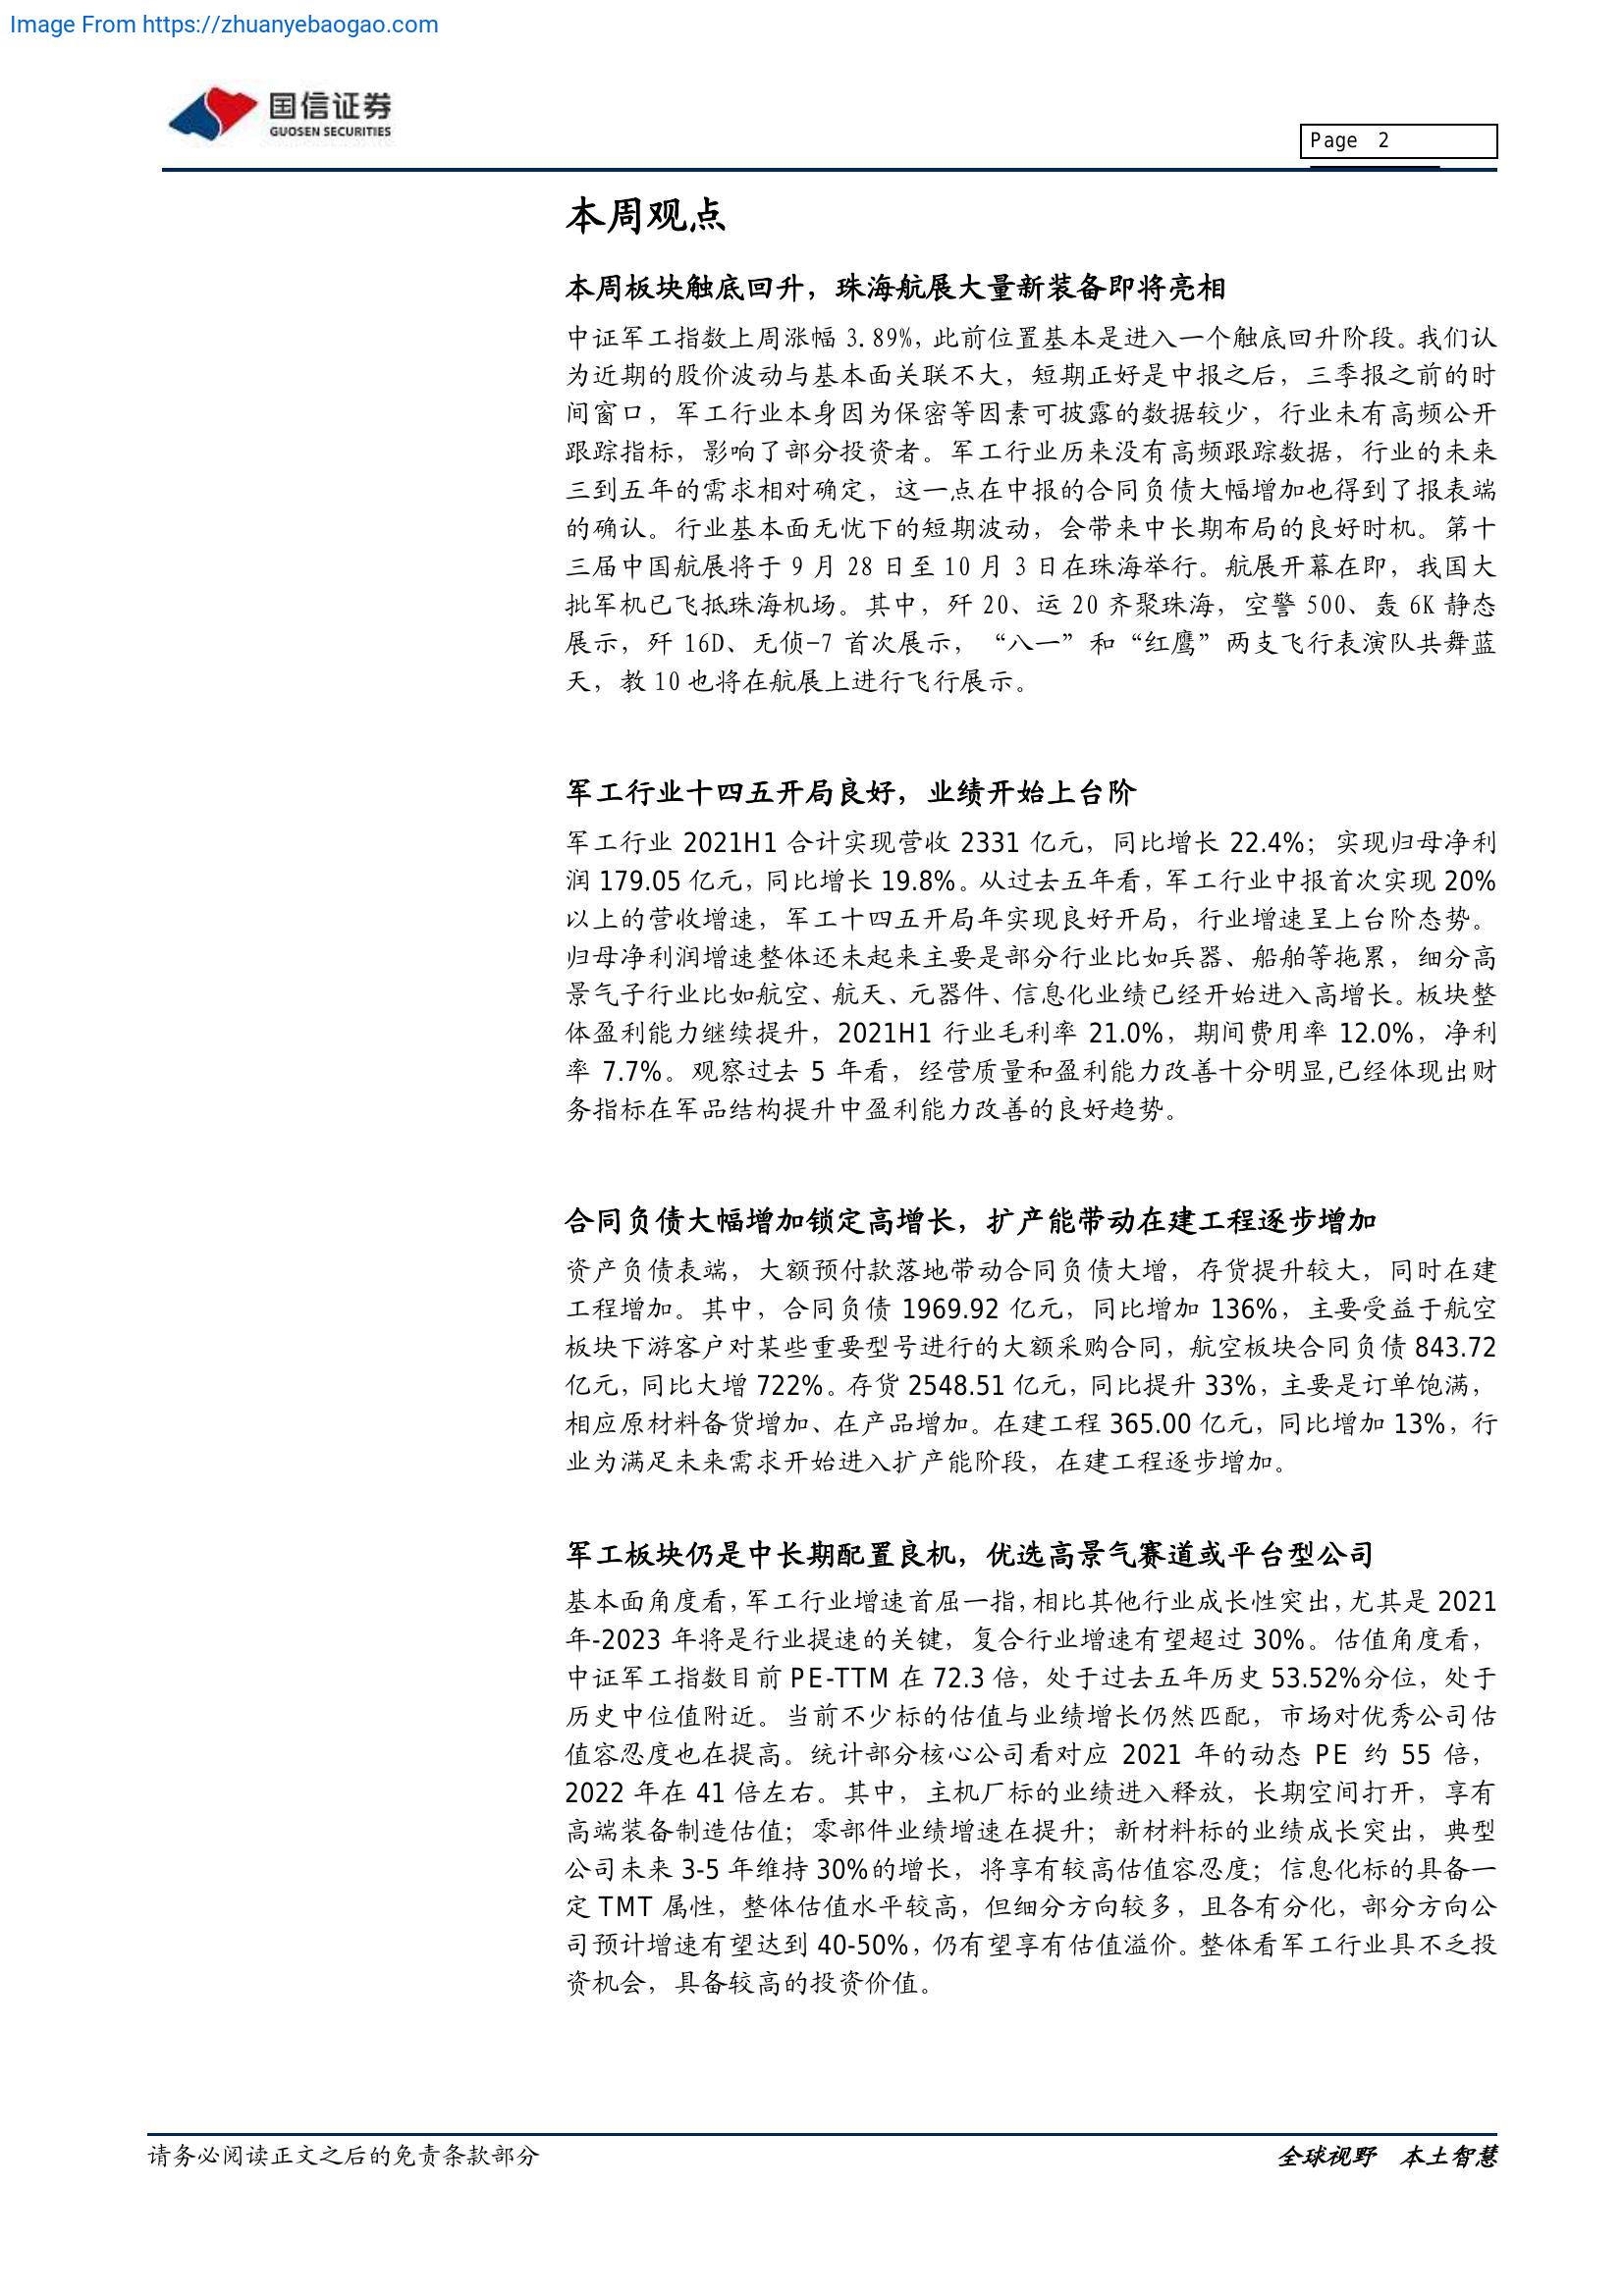 Image From https://zhuanyebaogao.com
国信证券
GUOSEN SECURITIES
Page 2
本周观点
本周板块触底回升，珠海航展大量新装备即将亮相
中证军工指数上周涨幅 3.89%，此前位置基本是进入一个触底回升阶段。我们认
为近期的股价波动与基本面关联不大，短期正好是中报之后，三季报之前的时
间窗口，军工行业本身因为保密等因素可披露的数据较少，行业未有高频公开
跟踪指标，影响了部分投资者。军工行业历来没有高频跟踪数据，行业的未来
三到五年的需求相对确定，这一点在中报的合同负债大幅增加也得到了报表端
的确认。行业基本面无忧下的短期波动，会带来中长期布局的良好时机。第十
三届中国航展将于 9 月 28 日至 10 月 3 日在珠海举行。航展开幕在即，我国大
批军机已飞抵珠海机场。其中，歼 20、运 20 齐聚珠海，空警 500、轰 6K 静态
展示，歼 16D、无侦-7 首次展示，“八一”和“红鹰”两支飞行表演队共舞蓝
天，教 10 也将在航展上进行飞行展示。
军工行业十四五开局良好，业绩开始上台阶
军工行业 2021H1 合计实现营收 2331 亿元，同比增长 22.4%；实现归母净利
润 179.05 亿元，同比增长 19.8%。从过去五年看，军工行业中报首次实现 20%
以上的营收增速，军工十四五开局年实现良好开局，行业增速呈上台阶态势。
归母净利润增速整体还未起来主要是部分行业比如兵器、船舶等拖累，细分高
景气子行业比如航空、航天、元器件、信息化业绩已经开始进入高增长。板块整
体盈利能力继续提升，2021H1 行业毛利率 21.0%，期间费用率 12.0%，净利
率 7.7%。观察过去 5 年看，经营质量和盈利能力改善十分明显,已经体现出财
务指标在军品结构提升中盈利能力改善的良好趋势。
合同负债大幅增加锁定高增长，扩产能带动在建工程逐步增加
资产负债表端，大额预付款落地带动合同负债大增，存货提升较大，同时在建
工程增加。其中，合同负债 1969.92 亿元，同比增加 136%，主要受益于航空
板块下游客户对某些重要型号进行的大额采购合同，航空板块合同负债 843.72
亿元，同比大增 722%。存货 2548.51 亿元，同比提升 33%，主要是订单饱满，
相应原材料备货增加、在产品增加。在建工程 365.00 亿元，同比增加 13%，行
业为满足未来需求开始进入扩产能阶段，在建工程逐步增加。
军工板块仍是中长期配置良机，优选高景气赛道或平台型公司
基本面角度看，军工行业增速首屈一指，相比其他行业成长性突出，尤其是 2021
年-2023 年将是行业提速的关键，复合行业增速有望超过 30%。估值角度看，
中证军工指数目前 PE-TTM 在 72.3 倍，处于过去五年历史 53.52%分位，处于
历史中位值附近。当前不少标的估值与业绩增长仍然匹配，市场对优秀公司估
值容忍度也在提高。统计部分核心公司看对应 2021 年的动态 PE 约 55 倍，
2022 年在 41 倍左右。其中，主机厂标的业绩进入释放，长期空间打开，享有
高端装备制造估值；零部件业绩增速在提升；新材料标的业绩成长突出，典型
公司未来 3-5 年维持 30%的增长，将享有较高估值容忍度；信息化标的具备一
定 TMT 属性，整体估值水平较高，但细分方向较多，且各有分化，部分方向公
司预计增速有望达到 40-50%，仍有望享有估值溢价。整体看军工行业具不乏投
资机会，具备较高的投资价值。
请务必阅读正文之后的免责条款部分
全球视野 本土智慧